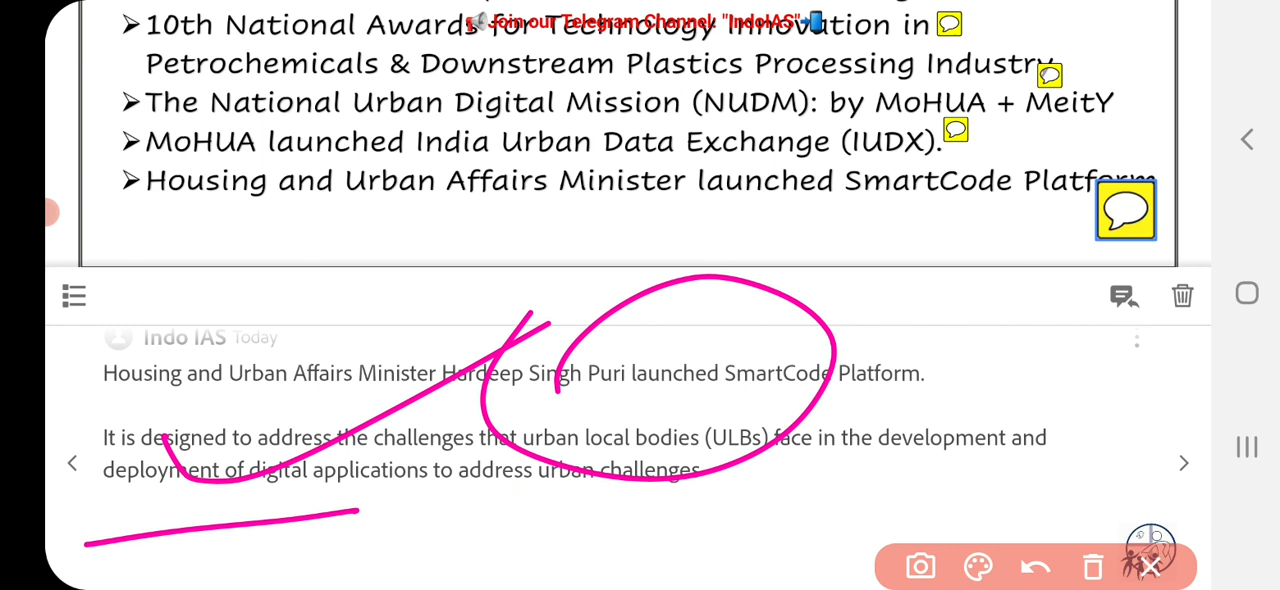 📢Join our Telegram Channel: "IndoIAS"📲
➢10th National Awards for Technology Innovation in
Petrochemicals & Downstream Plastics Processing Industry
➢The National Urban Digital Mission (NUDM): by MoHUA + MeitY
➢MoHUA launched India Urban Data Exchange (IUDX).
➢Housing and Urban Affairs Minister launched SmartCode Platform
Indo IAS Today
Housing and Urban Affairs Minister Hardeep Singh Puri launched SmartCode Platform.
It is designed to address the challenges that urban local bodies (ULBs) face in the development and
deployment of digital applications to address urban challenges